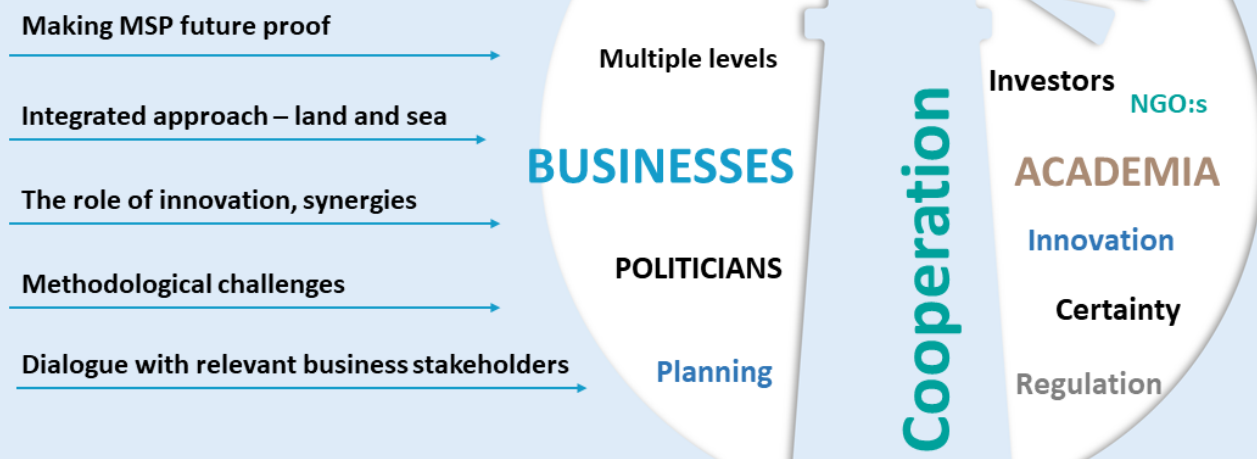 Making MSP future proof
Integrated approach – land and sea
The role of innovation, synergies
Methodological challenges
Dialogue with relevant business stakeholders
Multiple levels
BUSINESSES
POLITICIANS
Planning
Cooperation
Investors
NGO:s
ACADEMIA
Innovation
Certainty
Regulation